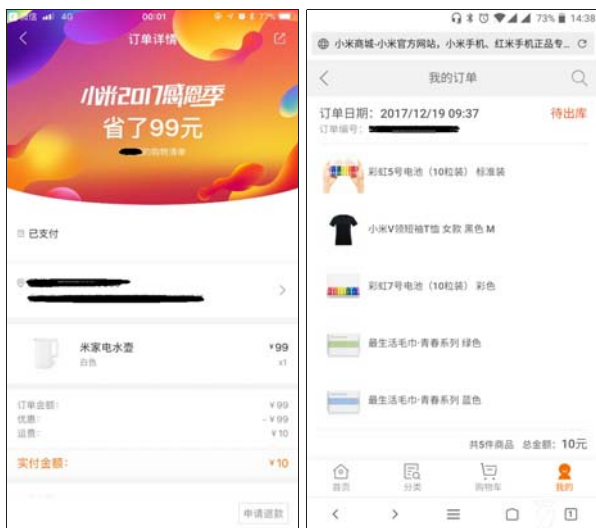 微信 4G 00:01 77%
订单详情
小米2017感恩季
省了99元
的购物清单
已支付
米家电水壶 ¥99
白色 x1
订单金额： ¥99
优惠： - ¥99
运费： ¥10
实付金额： ¥10
申请退款
73% 14:38
小米商城-小米官方网站，小米手机、红米手机正品专...
我的订单
订单日期：2017/12/19 09:37 待出库
订单编号：
彩虹5号电池（10粒装） 标准装
小米V领短袖T恤 女款 黑色 M
彩虹7号电池（10粒装） 彩色
最生活毛巾·青春系列 绿色
最生活毛巾·青春系列 蓝色
共5件商品 总金额：10元
首页 分类 购物车 我的
1